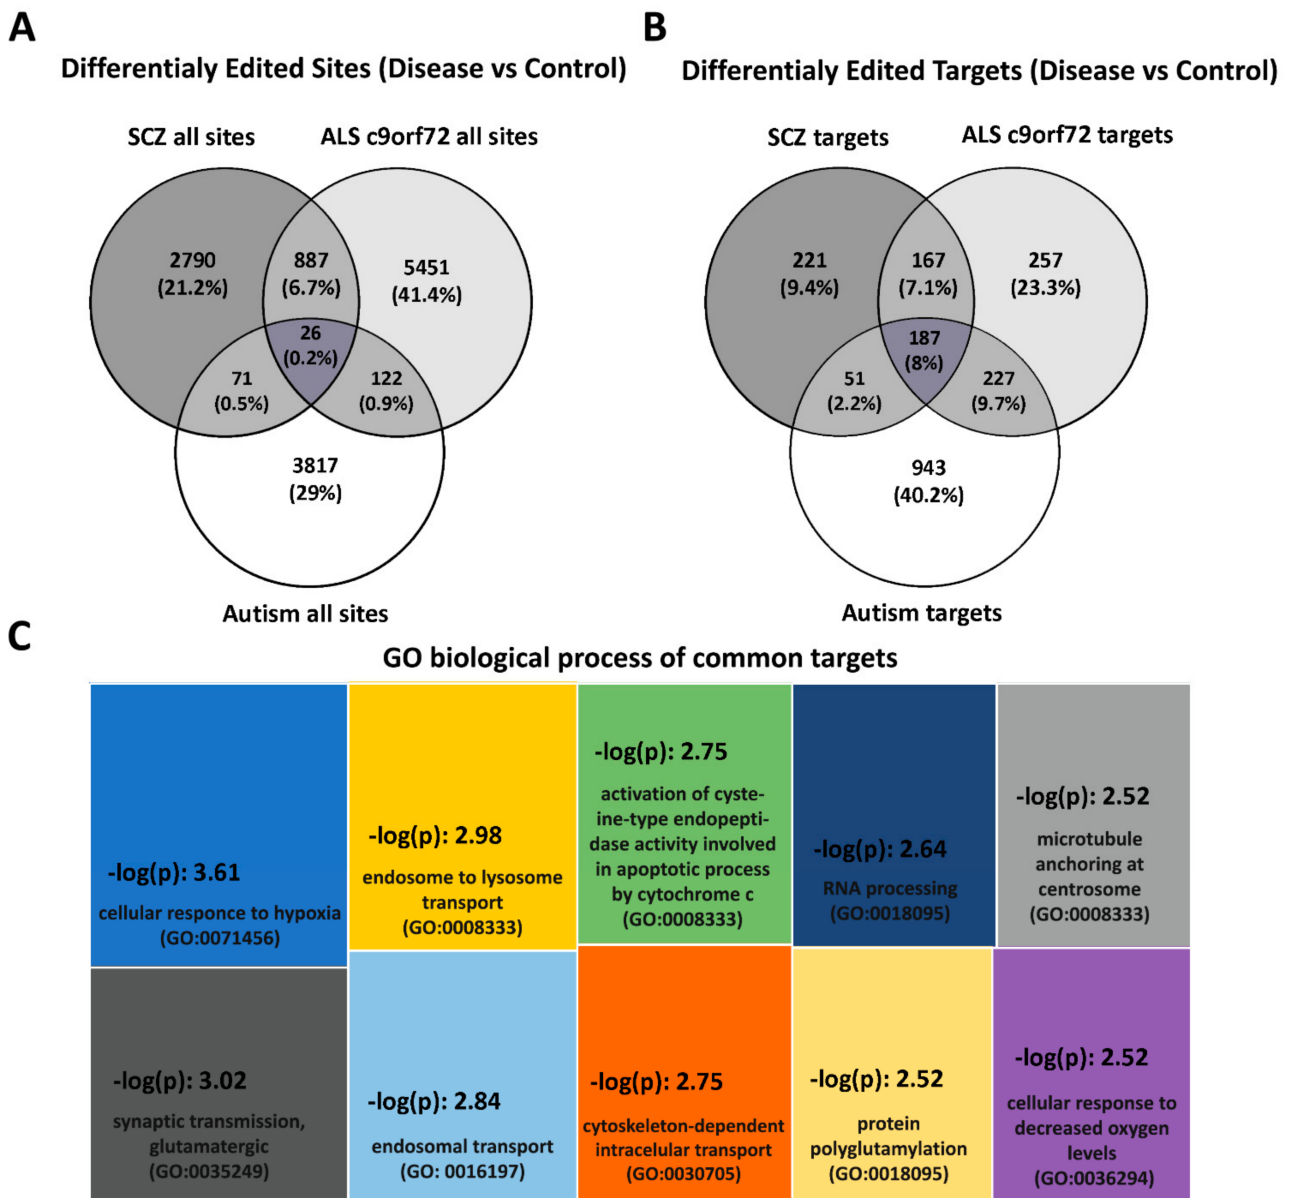 A
Differentialy Edited Sites (Disease vs Control)
SCZ all sites
ALS c9orf72 all sites
2790
(21.2%)
887
(6.7%)
5451
(41.4%)
26
(0.2%)
71
(0.5%)
122
(0.9%)
3817
(29%)
Autism all sites
B
Differentialy Edited Targets (Disease vs Control)
SCZ targets
ALS c9orf72 targets
221
(9.4%)
167
(7.1%)
257
(23.3%)
187
(8%)
51
(2.2%)
227
(9.7%)
943
(40.2%)
Autism targets
C
GO biological process of common targets
-log(p): 3.61
cellular responce to hypoxia
(GO:0071456)
-log(p): 2.98
endosome to lysosome
transport
(GO:0008333)
-log(p): 2.75
activation of cyste-
ine-type endopepti-
dase activity involved
in apoptotic process
by cytochrome c
(GO:0008333)
-log(p): 2.64
RNA processing
(GO:0018095)
-log(p): 2.52
microtubule
anchoring at
centrosome
(GO:0008333)
-log(p): 3.02
synaptic transmission,
glutamatergic
(GO:0035249)
-log(p): 2.84
endosomal transport
(GO: 0016197)
-log(p): 2.75
cytoskeleton-dependent
intracelular transport
(GO:0030705)
-log(p): 2.52
protein
polyglutamylation
(GO:0018095)
-log(p): 2.52
cellular response to
decreased oxygen
levels
(GO:0036294)